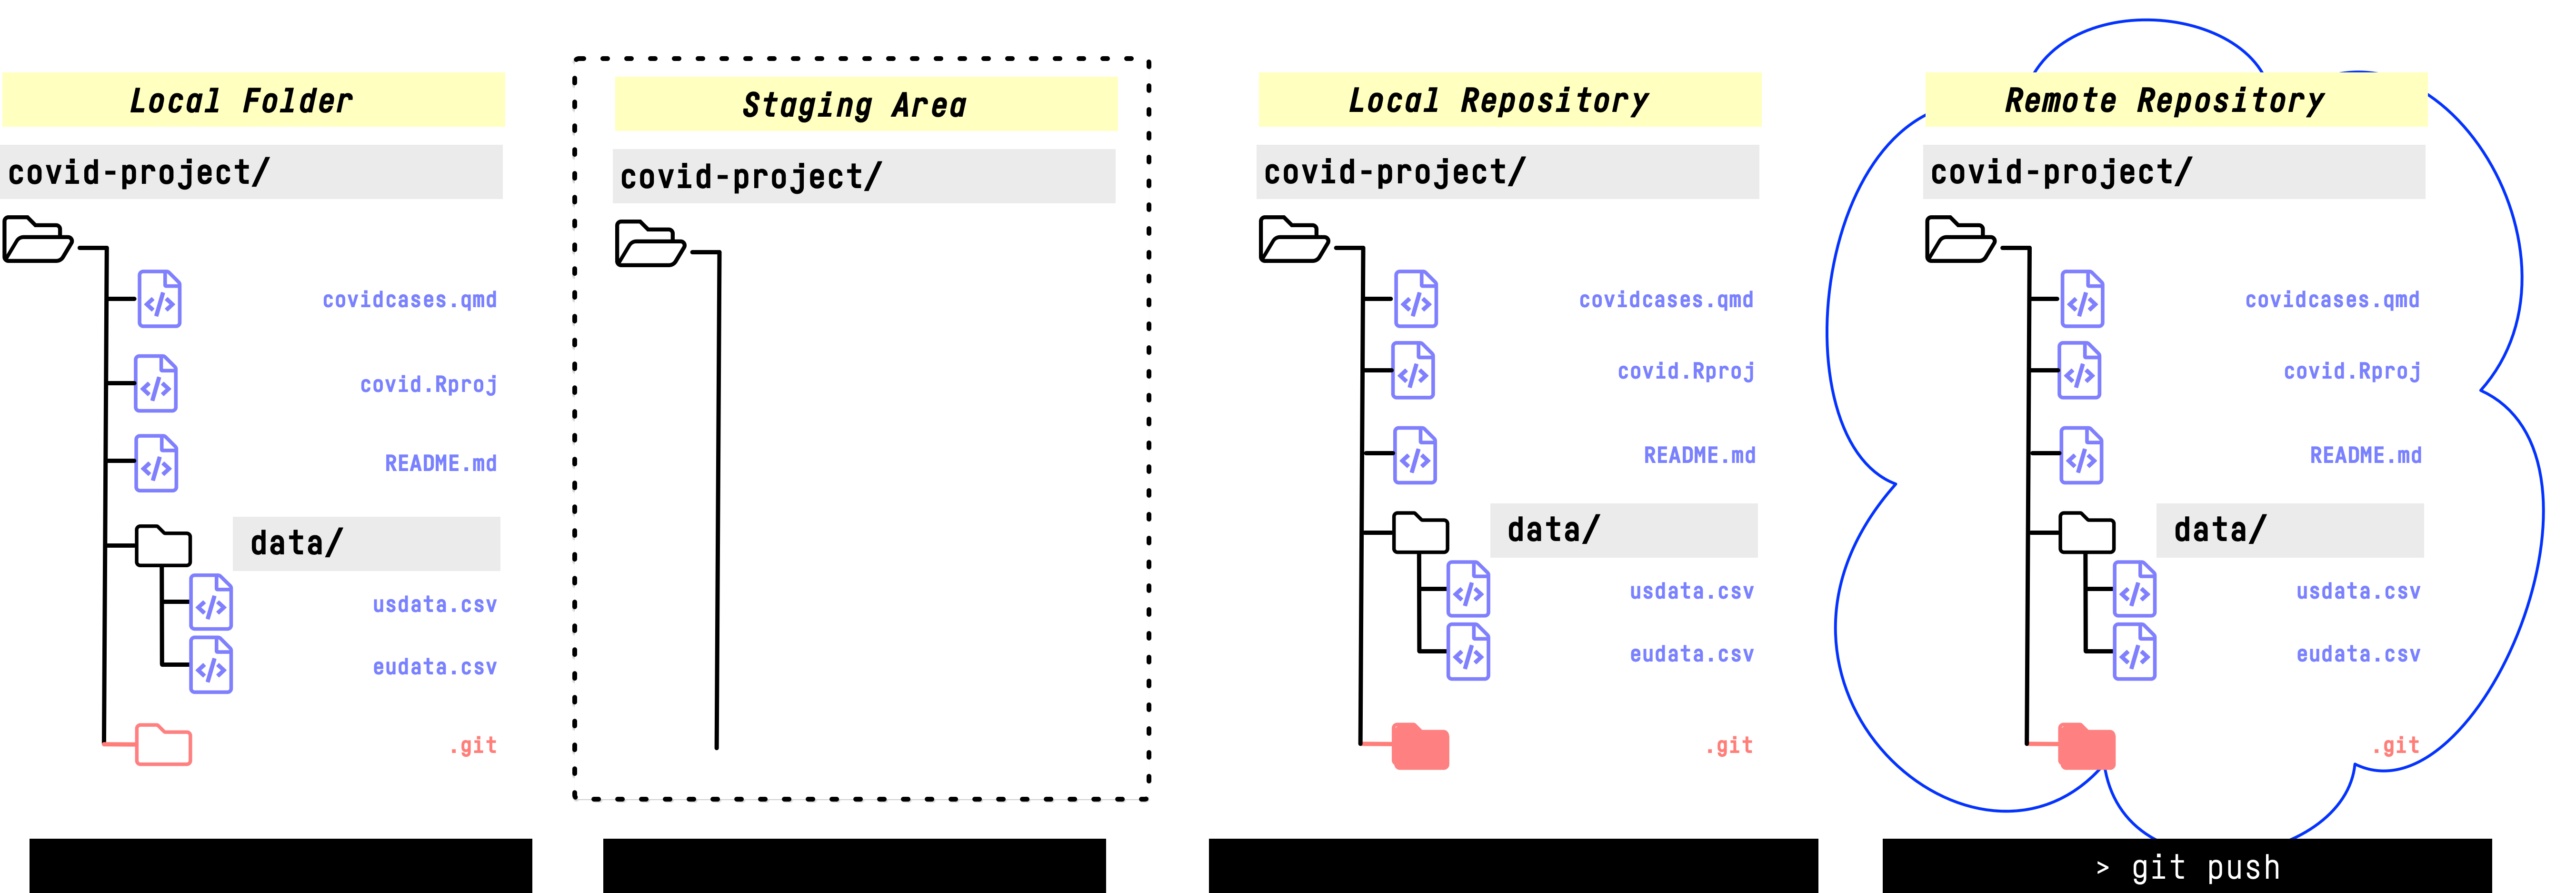 Local Folder
covid-project/
covidcases.qmd
covid.Rproj
README.md
data/
usdata.csv
eudata.csv
.git
Staging Area
covid-project/
Local Repository
covid-project/
covidcases.qmd
covid.Rproj
README.md
data/
usdata.csv
eudata.csv
.git
Remote Repository
covid-project/
covidcases.qmd
covid.Rproj
README.md
data/
usdata.csv
eudata.csv
.git
> git push